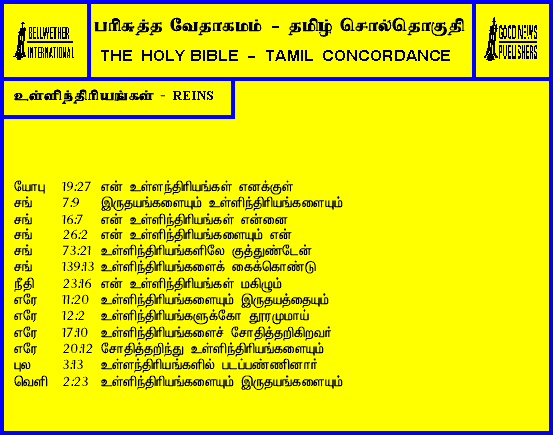 BELLWETHER
INTERNATIONAL
பரிசுத்த வேதாகமம் - தமிழ் சொல்தொகுதி
THE HOLY BIBLE - TAMIL CONCORDANCE
GOOD NEWS
PUBLISHERS
உள்ளிந்திரியங்கள் - REINS
யோபு 19:27 என் உள்ளந்திரியங்கள் எனக்குள்
சங் 7:9 இருதயங்களையும் உள்ளிந்திரியங்களையும்
சங் 16:7 என் உள்ளிந்திரியங்கள் என்னை
சங் 26:2 என் உள்ளிந்திரியங்களையும் என்
சங் 73:21 உள்ளிந்திரியங்களிலே குத்துண்டேன்
சங் 139:13 உள்ளிந்திரியங்களைக் கைக்கொண்டு
நீதி 23:16 என் உள்ளிந்திரியங்கள் மகிழும்
எரே 11:20 உள்ளிந்திரியங்களையும் இருதயத்தையும்
எரே 12:2 உள்ளிந்திரியங்களுக்கோ தூரமுமாய்
எரே 17:10 உள்ளிந்திரியங்களைச் சோதித்தறிகிறவர்
எரே 20:12 சோதித்தறிந்து உள்ளிந்திரியங்களையும்
புல 3:13 உள்ளந்திரியங்களில் படப்பண்ணினார்
வெளி 2:23 உள்ளிந்திரியங்களையும் இருதயங்களையும்